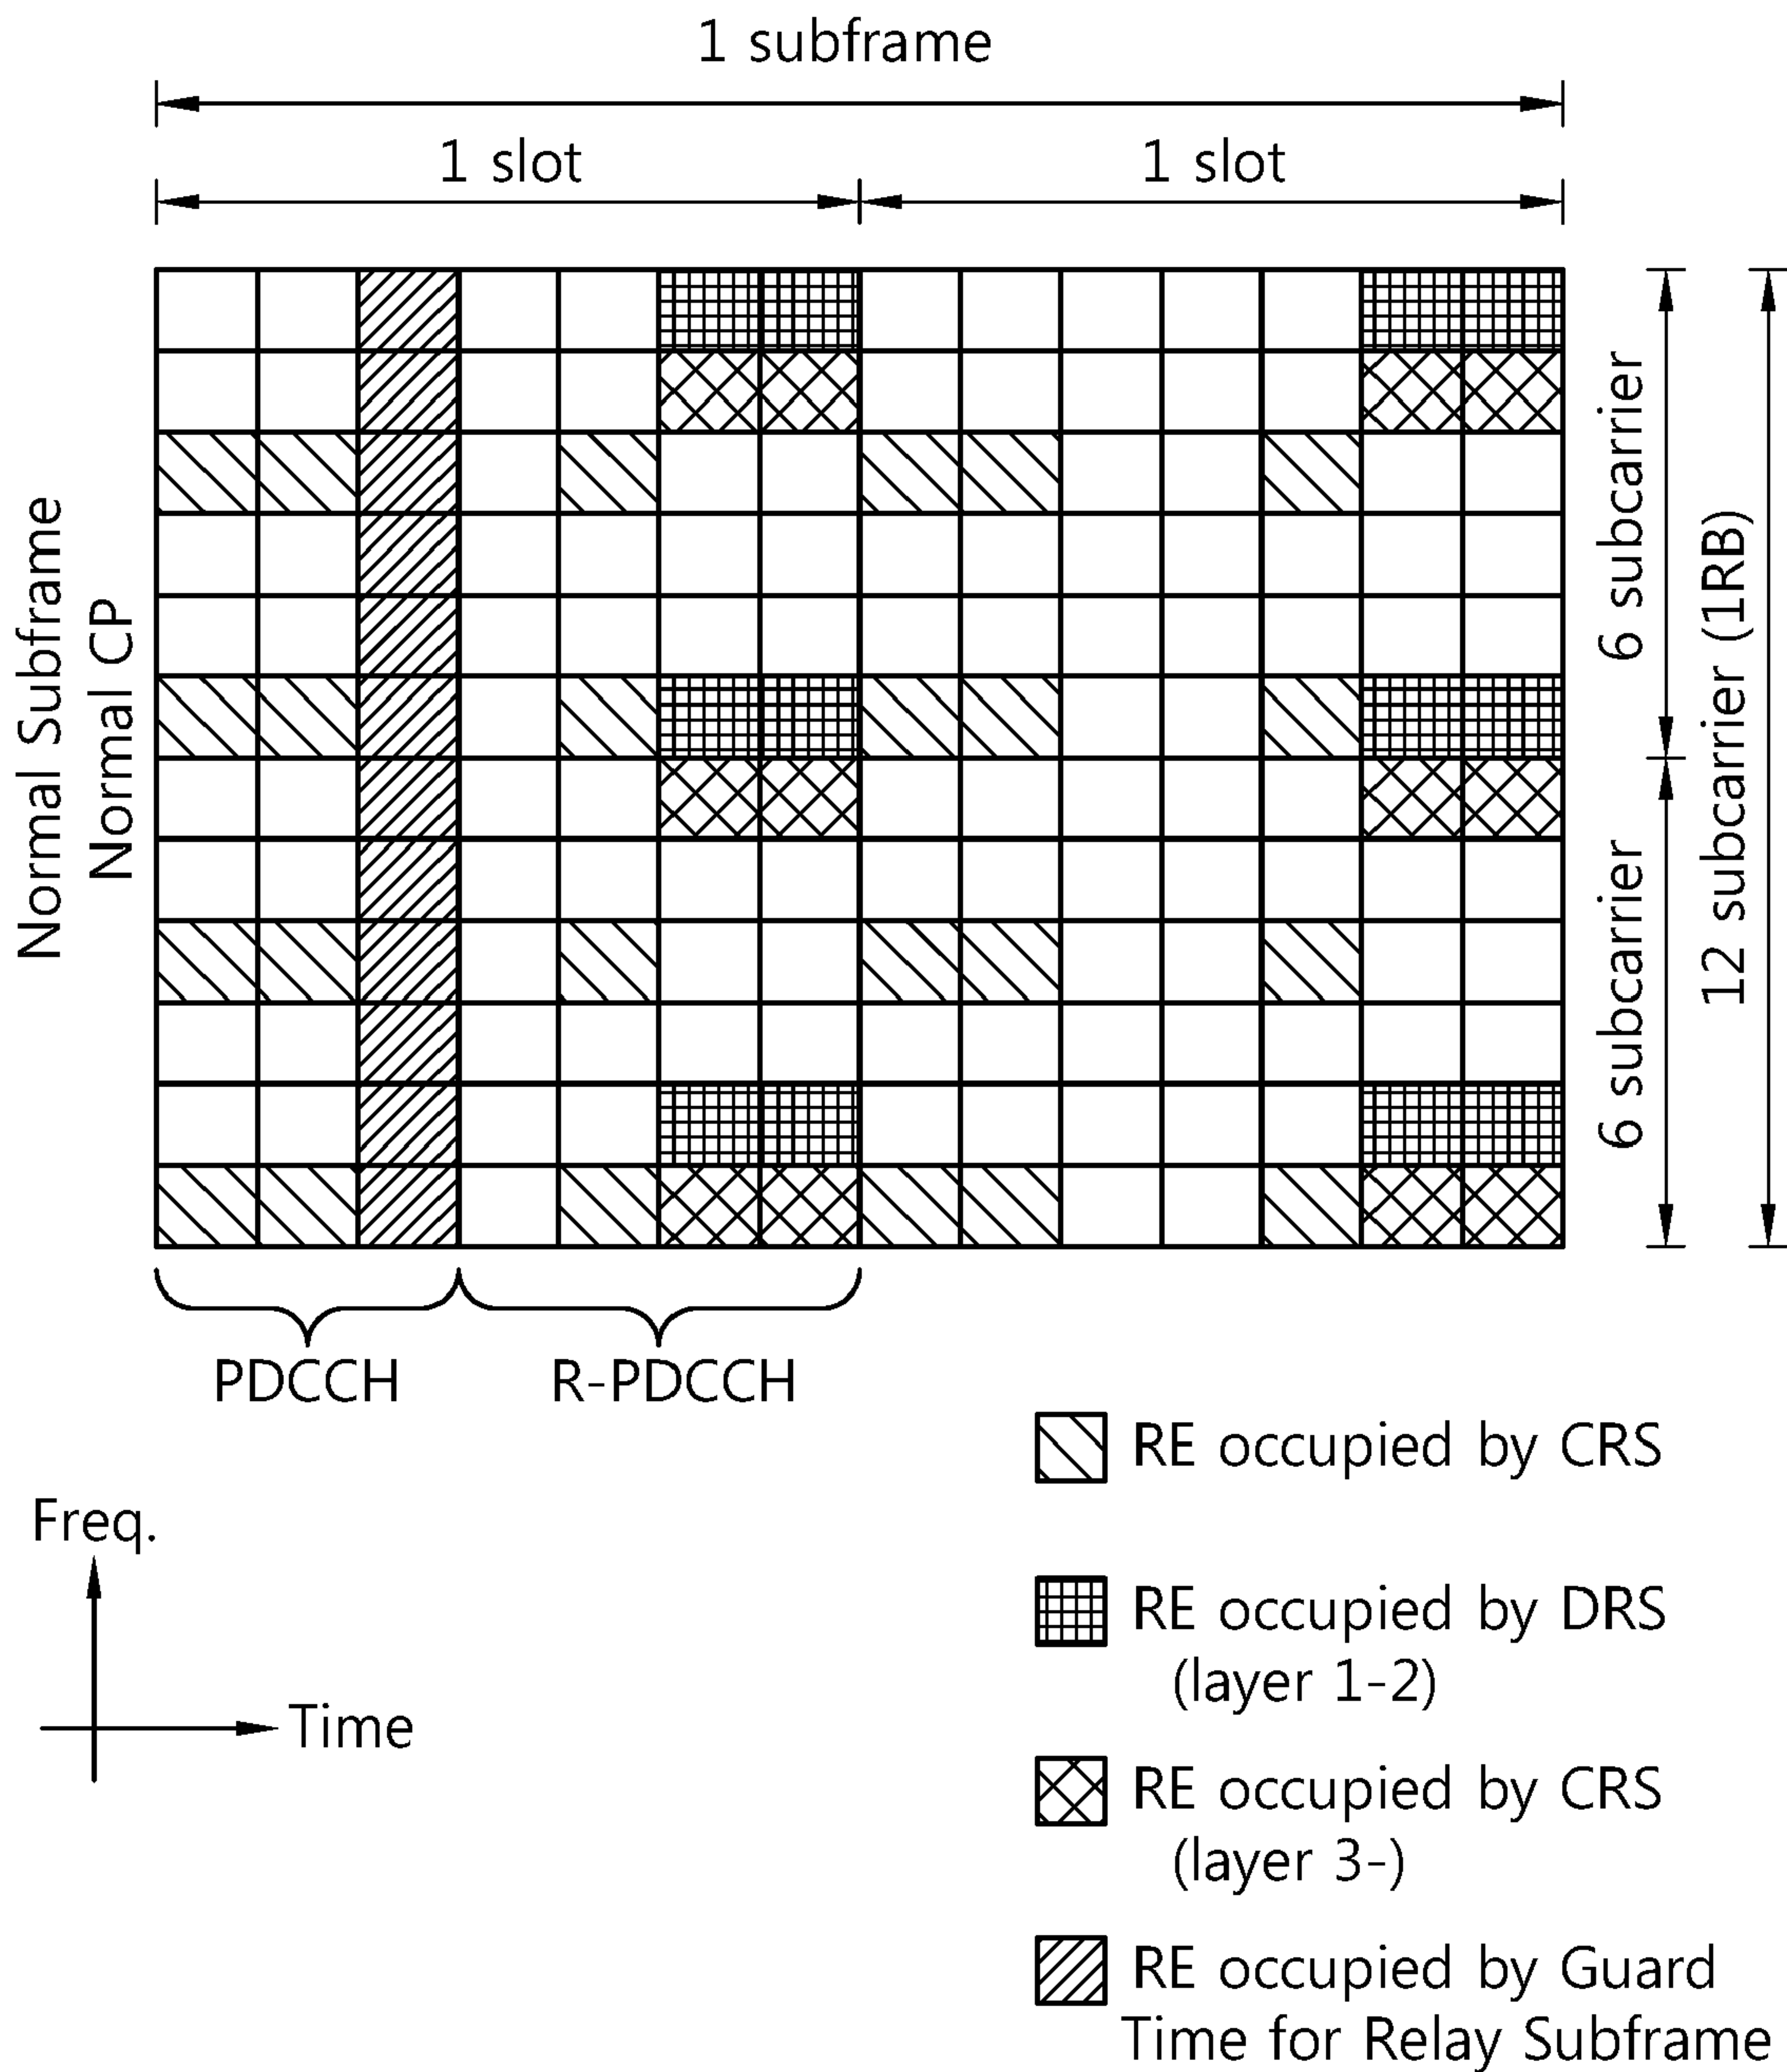 1 subframe
1 slot
1 slot
Normal Subframe
Normal CP
6 subcarrier
6 subcarrier
12 subcarrier (1RB)
PDCCH
R-PDCCH
RE occupied by CRS
RE occupied by DRS
(layer 1-2)
RE occupied by CRS
(layer 3-)
RE occupied by Guard
Time for Relay Subframe
Freq.
Time